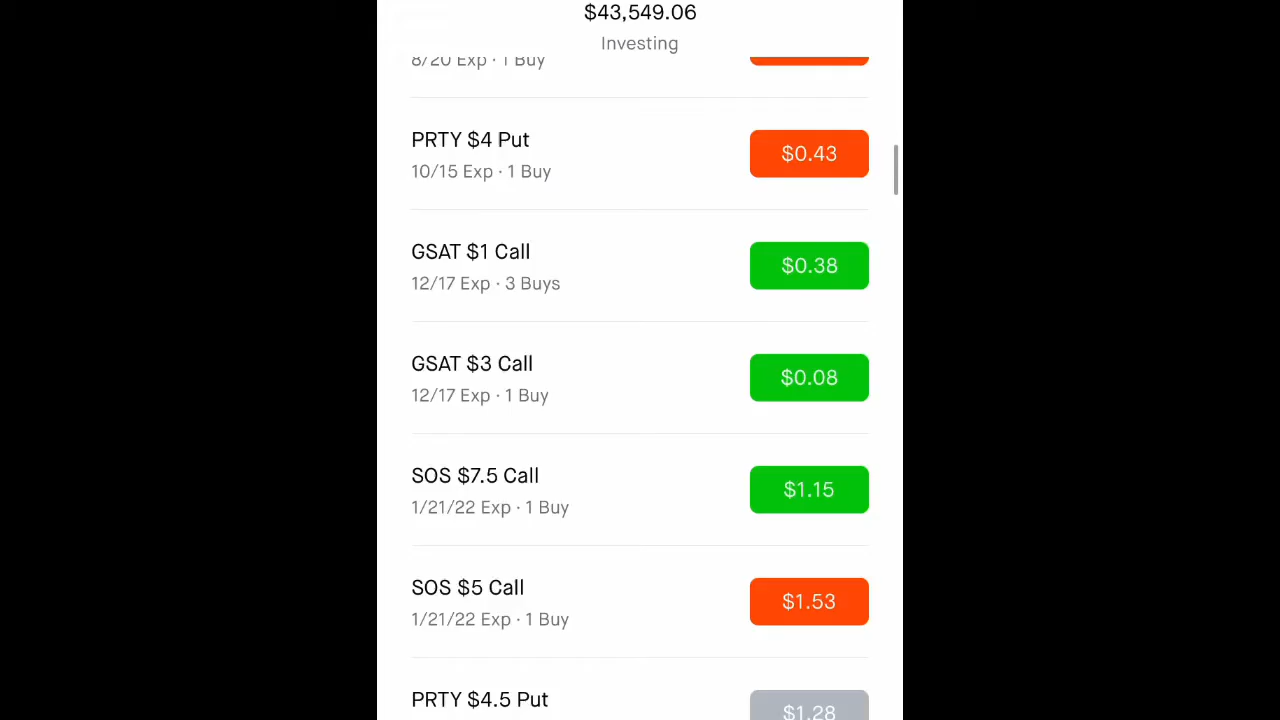 $43,549.06
Investing
8/20 Exp · 1 Buy
PRTY $4 Put
$0.43
10/15 Exp · 1 Buy
GSAT $1 Call
$0.38
12/17 Exp · 3 Buys
GSAT $3 Call
$0.08
12/17 Exp · 1 Buy
SOS $7.5 Call
$1.15
1/21/22 Exp · 1 Buy
SOS $5 Call
$1.53
1/21/22 Exp · 1 Buy
PRTY $4.5 Put
$1.28